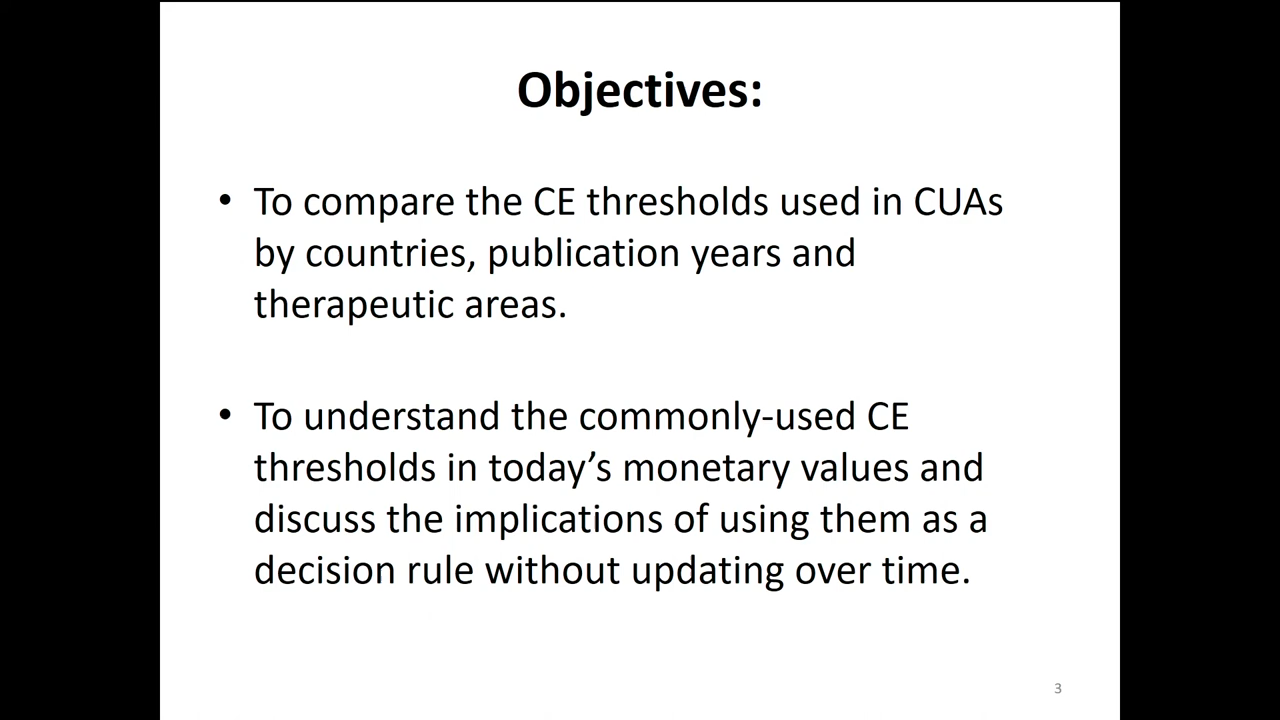 Objectives:
• To compare the CE thresholds used in CUAs
by countries, publication years and
therapeutic areas.
• To understand the commonly-used CE
thresholds in today’s monetary values and
discuss the implications of using them as a
decision rule without updating over time.
3